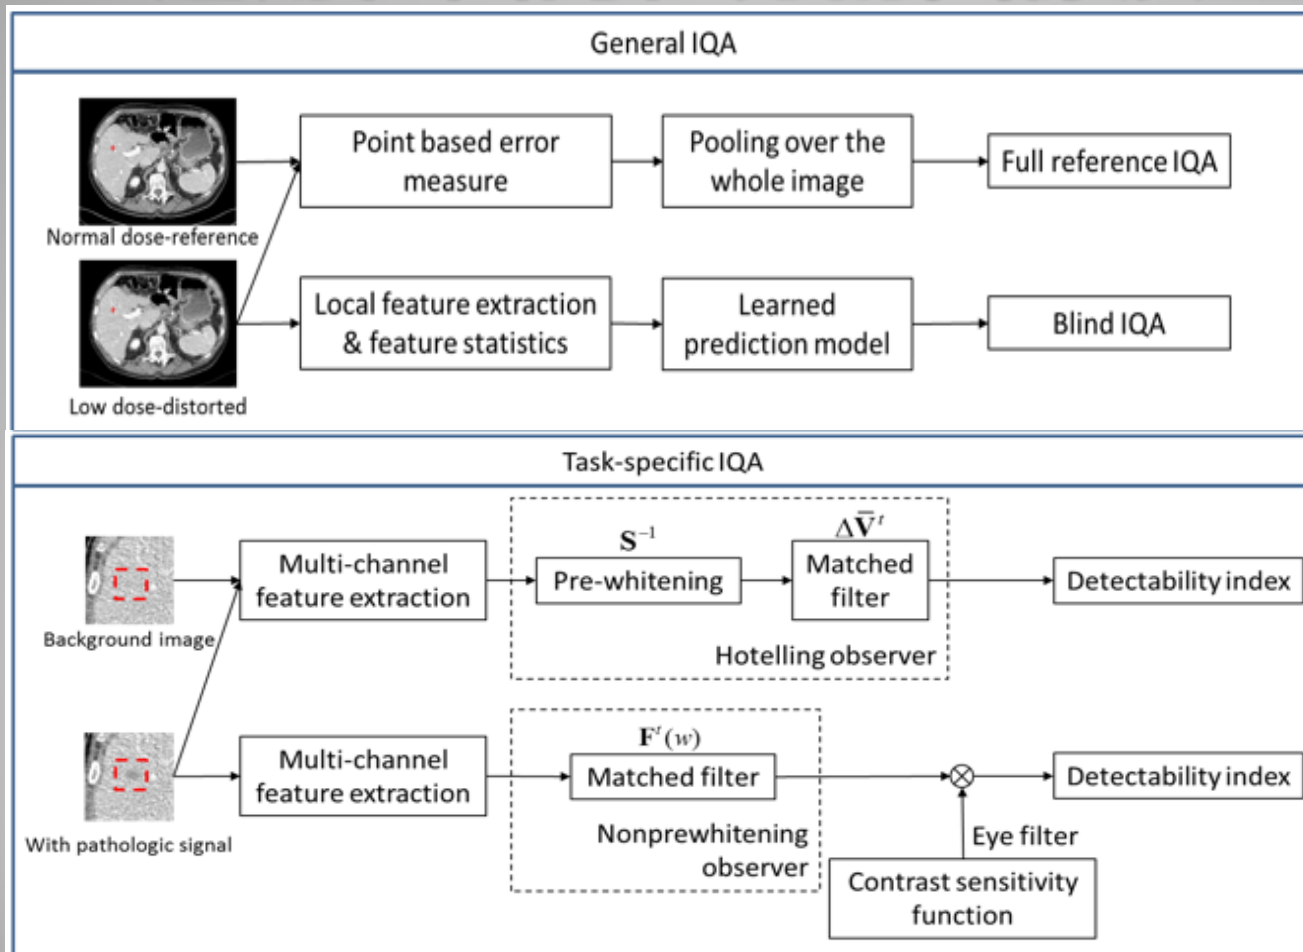 General IQA
Point based error
measure
Pooling over the
whole image
Full reference IQA
Normal dose-reference
Local feature extraction
& feature statistics
Learned
prediction model
Blind IQA
Low dose-distorted
Task-specific IQA
Multi-channel
feature extraction
S⁻¹
Pre-whitening
ΔV̅ᵗ
Matched
filter
Hotelling observer
Detectability index
Background image
Multi-channel
feature extraction
Fᵗ(w)
Matched filter
Nonprewhitening
observer
Detectability index
Eye filter
Contrast sensitivity
function
With pathologic signal